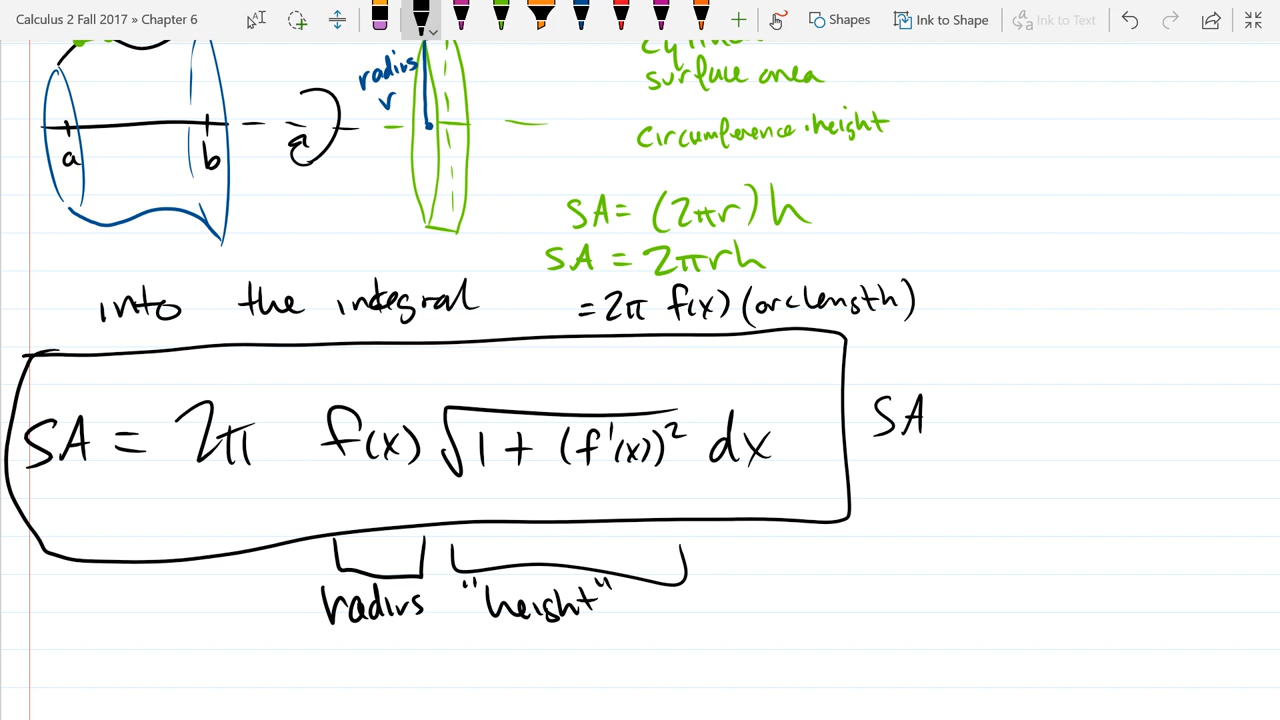 Calculus 2 Fall 2017 » Chapter 6
Shapes
Ink to Shape
Ink to Text
radius
r
surface area
circumference·height
a
b
SA = (2πr)h
SA = 2πrh
into the integral
= 2π f(x) (arclength)
SA = 2π f(x) √(1 + (f'(x))²) dx
SA
radius "height"